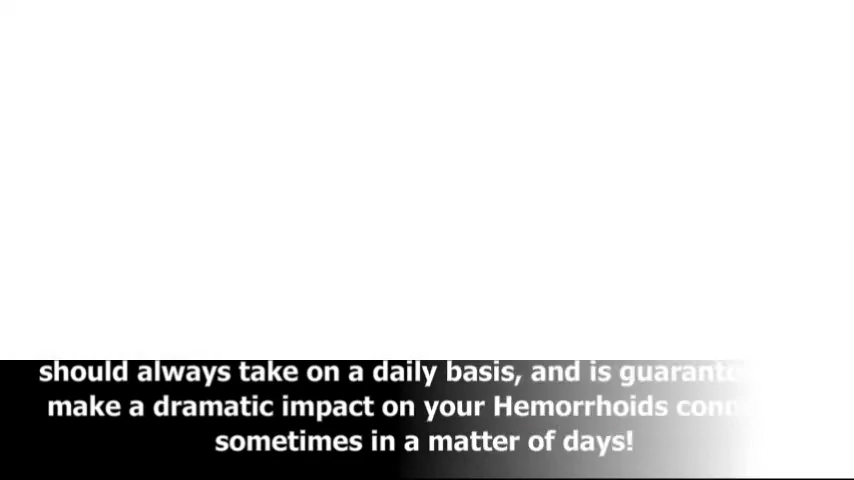 should always take on a daily basis, and is
make a dramatic impact on your Hemorrhoids
sometimes in a matter of days!